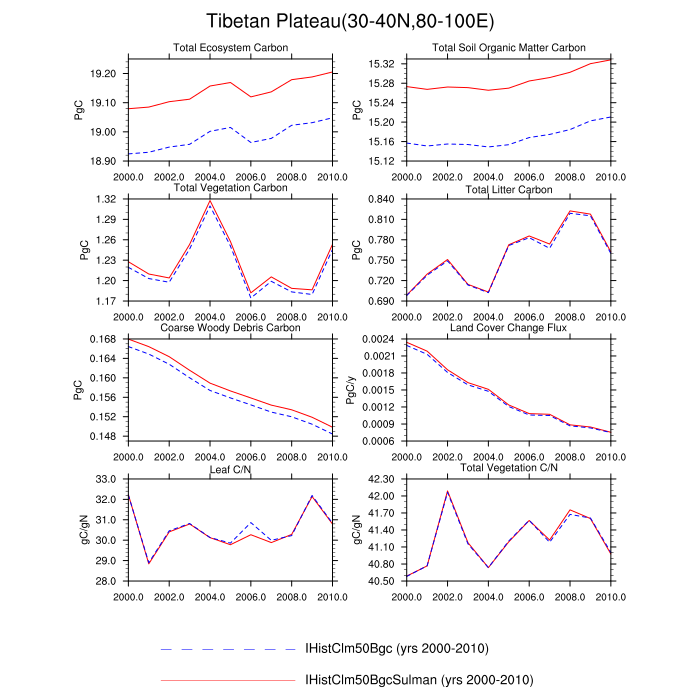 Tibetan Plateau(30-40N,80-100E)
Total Ecosystem Carbon
PgC
19.20
19.10
19.00
18.90
2000.0 2002.0 2004.0 2006.0 2008.0 2010.0
Total Soil Organic Matter Carbon
PgC
15.32
15.28
15.24
15.20
15.16
15.12
2000.0 2002.0 2004.0 2006.0 2008.0 2010.0
Total Vegetation Carbon
PgC
1.32
1.29
1.26
1.23
1.20
1.17
2000.0 2002.0 2004.0 2006.0 2008.0 2010.0
Total Litter Carbon
PgC
0.840
0.810
0.780
0.750
0.720
0.690
2000.0 2002.0 2004.0 2006.0 2008.0 2010.0
Coarse Woody Debris Carbon
PgC
0.168
0.164
0.160
0.156
0.152
0.148
2000.0 2002.0 2004.0 2006.0 2008.0 2010.0
Land Cover Change Flux
PgC/y
0.0024
0.0021
0.0018
0.0015
0.0012
0.0009
0.0006
2000.0 2002.0 2004.0 2006.0 2008.0 2010.0
Leaf C/N
gC/gN
33.0
32.0
31.0
30.0
29.0
28.0
2000.0 2002.0 2004.0 2006.0 2008.0 2010.0
Total Vegetation C/N
gC/gN
42.30
42.00
41.70
41.40
41.10
40.80
40.50
2000.0 2002.0 2004.0 2006.0 2008.0 2010.0
IHistClm50Bgc (yrs 2000-2010)
IHistClm50BgcSulman (yrs 2000-2010)